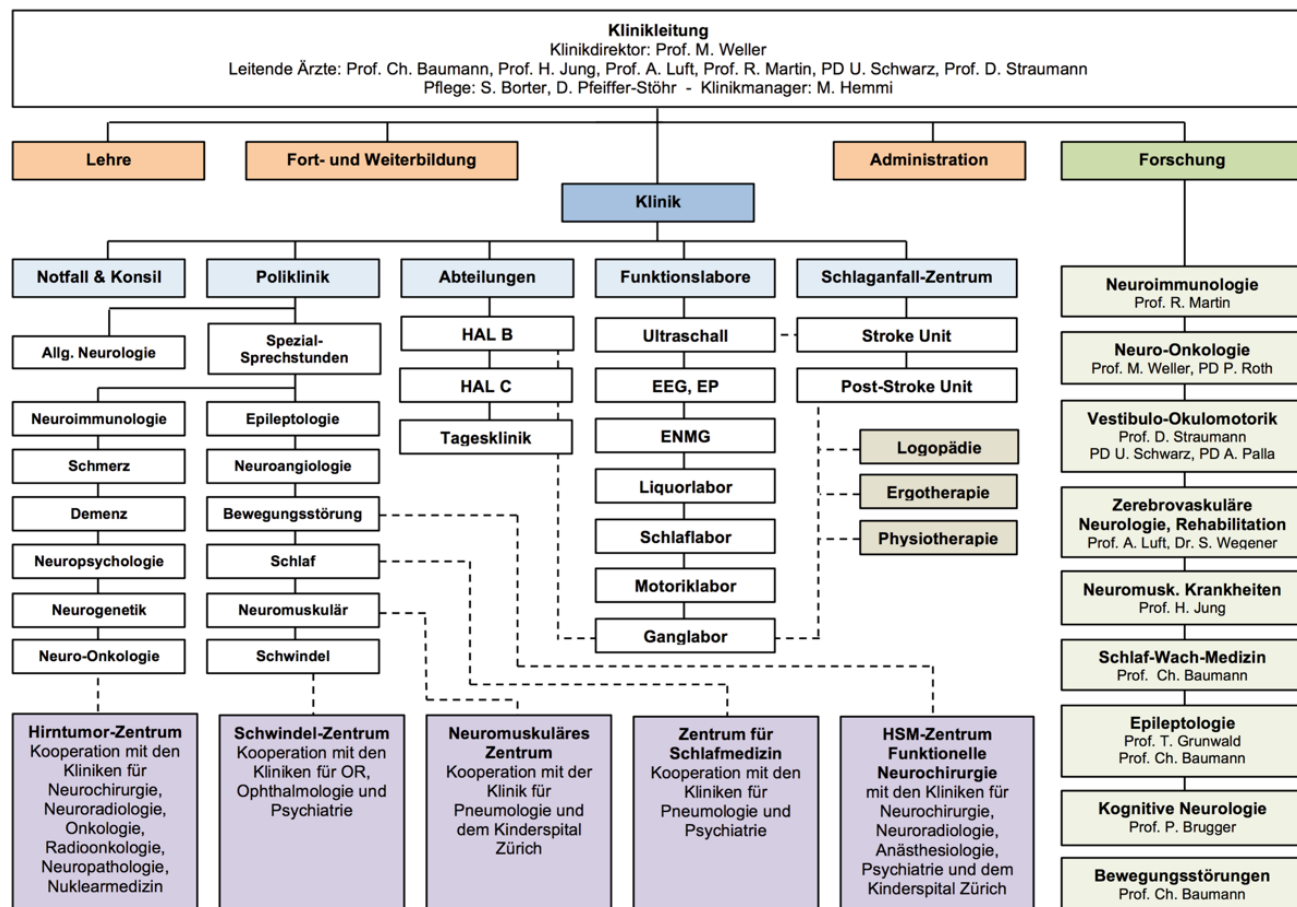 Klinikleitung
Klinikdirektor: Prof. M. Weller
Leitende Ärzte: Prof. Ch. Baumann, Prof. H. Jung, Prof. A. Luft, Prof. R. Martin, PD U. Schwarz, Prof. D. Straumann
Pflege: S. Borter, D. Pfeiffer-Stöhr - Klinikmanager: M. Hemmi
Lehre
Fort- und Weiterbildung
Administration
Forschung
Klinik
Notfall & Konsil
Poliklinik
Abteilungen
Funktionslabore
Schlaganfall-Zentrum
Allg. Neurologie
Spezial-
Sprechstunden
Neuroimmunologie
Schmerz
Demenz
Neuropsychologie
Neurogenetik
Neuro-Onkologie
Epileptologie
Neuroangiologie
Bewegungsstörung
Schlaf
Neuromuskulär
Schwindel
HAL B
HAL C
Tagesklinik
Ultraschall
EEG, EP
ENMG
Liquorlabor
Schlaflabor
Motoriklabor
Ganglabor
Stroke Unit
Post-Stroke Unit
Logopädie
Ergotherapie
Physiotherapie
Hirntumor-Zentrum
Kooperation mit den
Kliniken für
Neurochirurgie,
Neuroradiologie,
Onkologie,
Radioonkologie,
Neuropathologie,
Nuklearmedizin
Schwindel-Zentrum
Kooperation mit den
Kliniken für OR,
Ophthalmologie und
Psychiatrie
Neuromuskuläres
Zentrum
Kooperation mit der
Klinik für
Pneumologie und
dem Kinderspital
Zürich
Zentrum für
Schlafmedizin
Kooperation mit den
Kliniken für
Pneumologie und
Psychiatrie
HSM-Zentrum
Funktionelle
Neurochirurgie
mit den Kliniken für
Neurochirurgie,
Neuroradiologie,
Anästhesiologie,
Psychiatrie und dem
Kinderspital Zürich
Neuroimmunologie
Prof. R. Martin
Neuro-Onkologie
Prof. M. Weller, PD P. Roth
Vestibulo-Okulomotorik
Prof. D. Straumann
PD U. Schwarz, PD A. Palla
Zerebrovaskuläre
Neurologie, Rehabilitation
Prof. A. Luft, Dr. S. Wegener
Neuromusk. Krankheiten
Prof. H. Jung
Schlaf-Wach-Medizin
Prof. Ch. Baumann
Epileptologie
Prof. T. Grunwald
Prof. Ch. Baumann
Kognitive Neurologie
Prof. P. Brugger
Bewegungsstörungen
Prof. Ch. Baumann